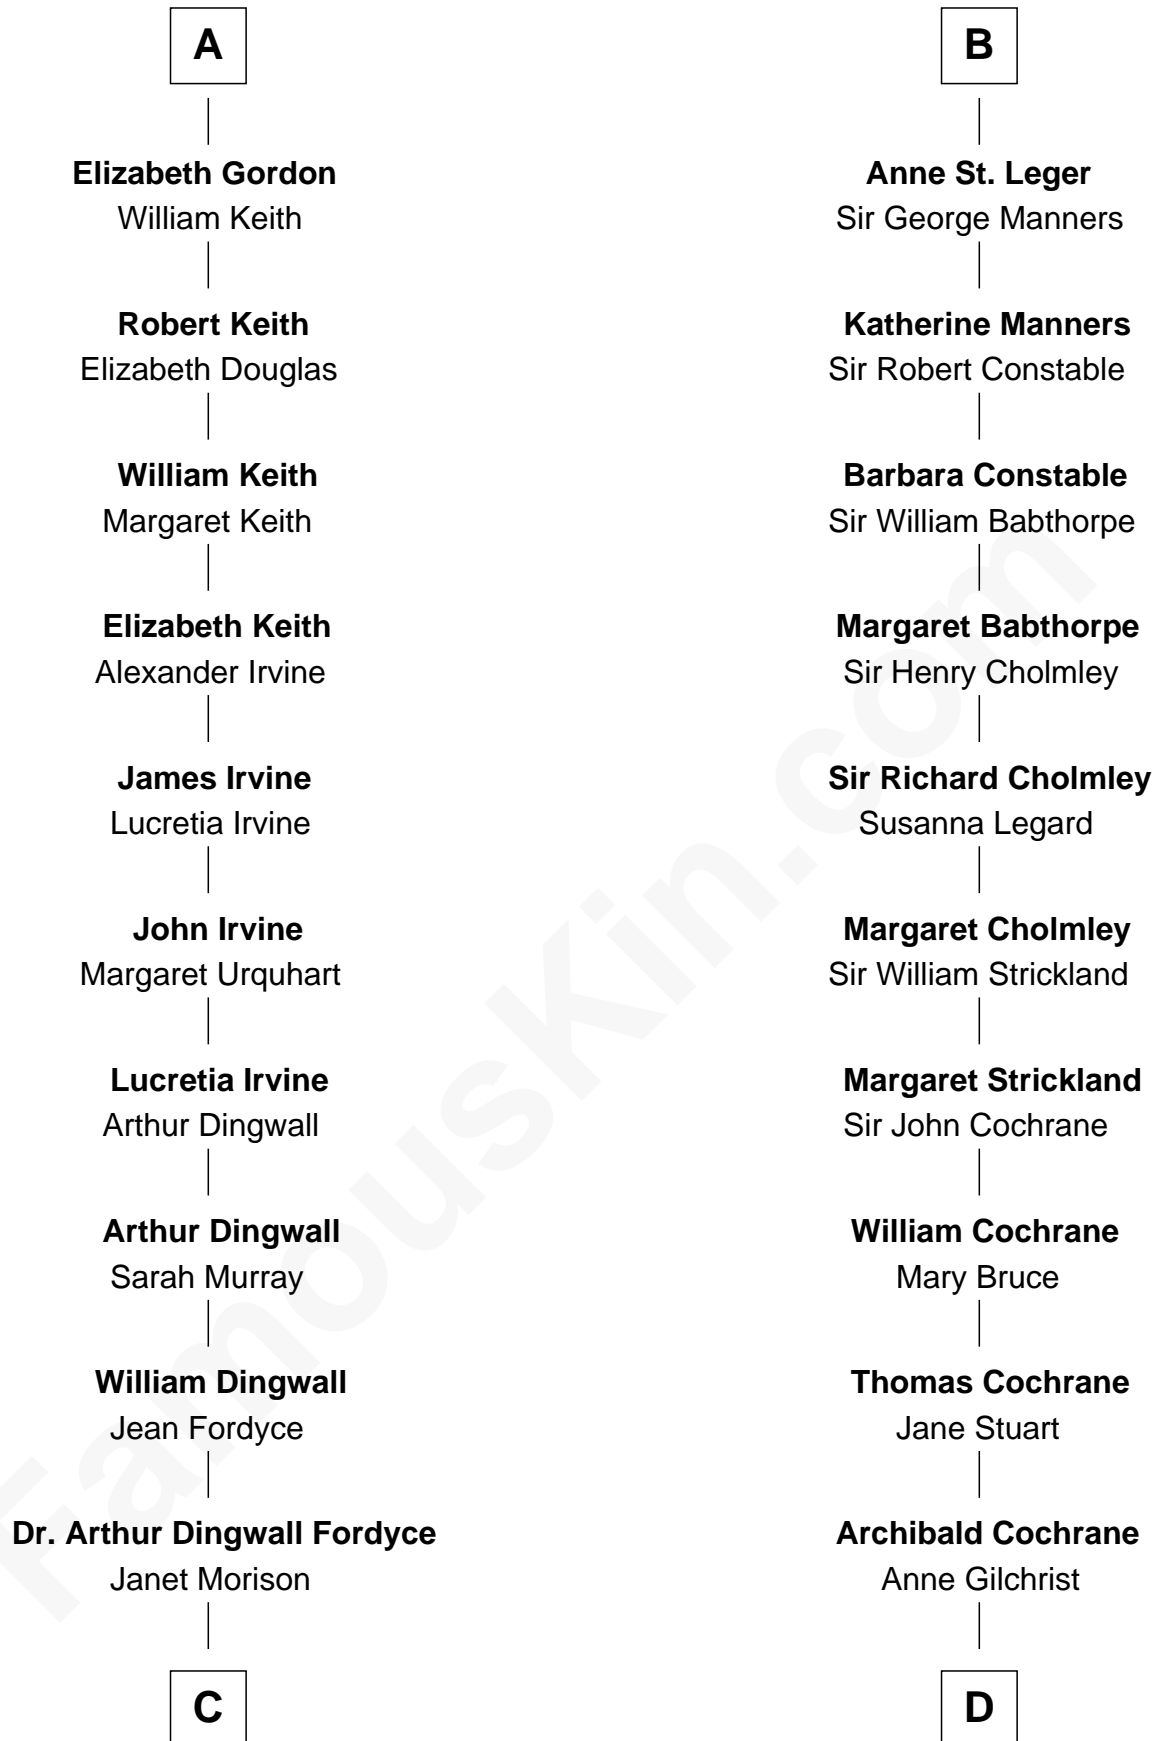 A
Elizabeth Gordon
William Keith
Robert Keith
Elizabeth Douglas
William Keith
Margaret Keith
Elizabeth Keith
Alexander Irvine
James Irvine
Lucretia Irvine
John Irvine
Margaret Urquhart
Lucretia Irvine
Arthur Dingwall
Arthur Dingwall
Sarah Murray
William Dingwall
Jean Fordyce
Dr. Arthur Dingwall Fordyce
Janet Morison
C
B
Anne St. Leger
Sir George Manners
Katherine Manners
Sir Robert Constable
Barbara Constable
Sir William Babthorpe
Margaret Babthorpe
Sir Henry Cholmley
Sir Richard Cholmley
Susanna Legard
Margaret Cholmley
Sir William Strickland
Margaret Strickland
Sir John Cochrane
William Cochrane
Mary Bruce
Thomas Cochrane
Jane Stuart
Archibald Cochrane
Anne Gilchrist
D
FamousKin.com